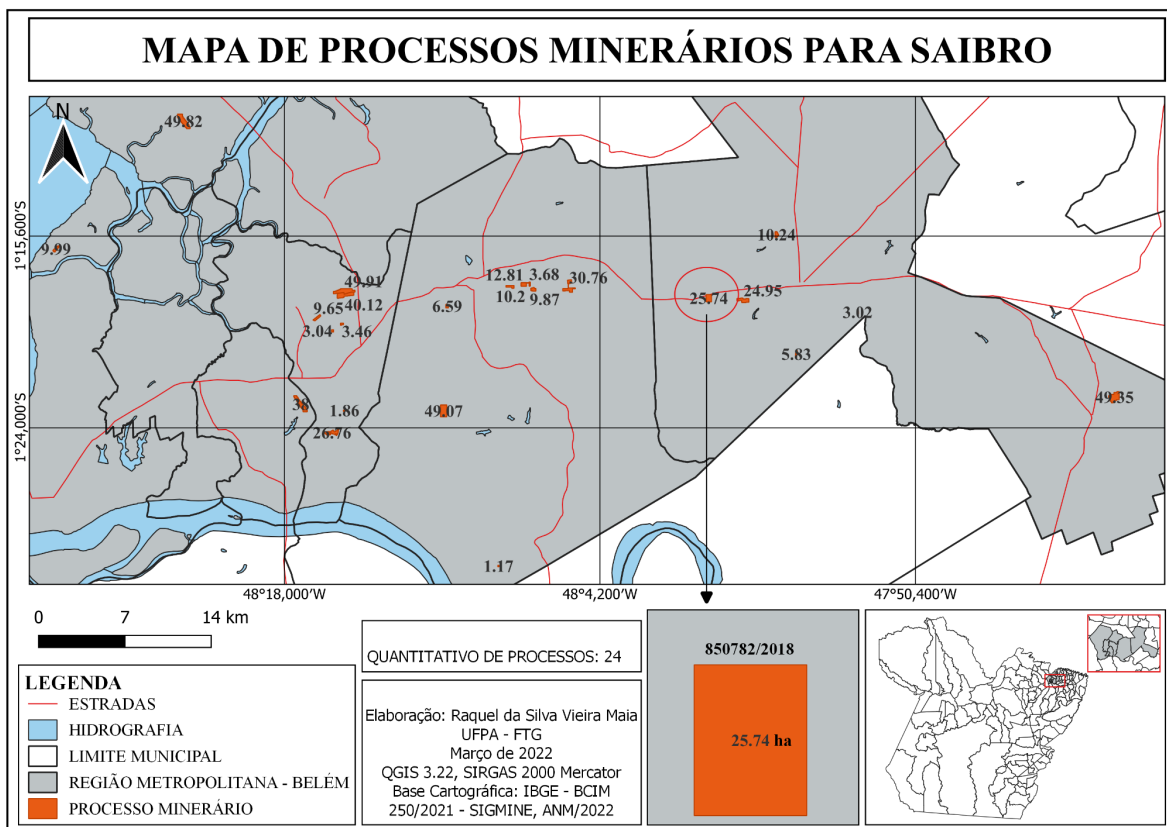 MAPA DE PROCESSOS MINERÁRIOS PARA SAIBRO
N
49.82
9.99
1°15,600'S
1°24,000'S
10.24
49.91
40.12
9.65
3.04
3.46
6.59
12.81
3.68
30.76
10.2
9.87
25.74
24.95
3.02
5.83
49.35
38
1.86
26.76
49.07
1.17
48°18,000'W
48°4,200'W
47°50,400'W
0 7 14 km
QUANTITATIVO DE PROCESSOS: 24
LEGENDA
ESTRADAS
HIDROGRAFIA
LIMITE MUNICIPAL
REGIÃO METROPOLITANA - BELÉM
PROCESSO MINERÁRIO
Elaboração: Raquel da Silva Vieira Maia
UFPA - FTG
Março de 2022
QGIS 3.22, SIRGAS 2000 Mercator
Base Cartográfica: IBGE - BCIM
250/2021 - SIGMINE, ANM/2022
850782/2018
25.74 ha